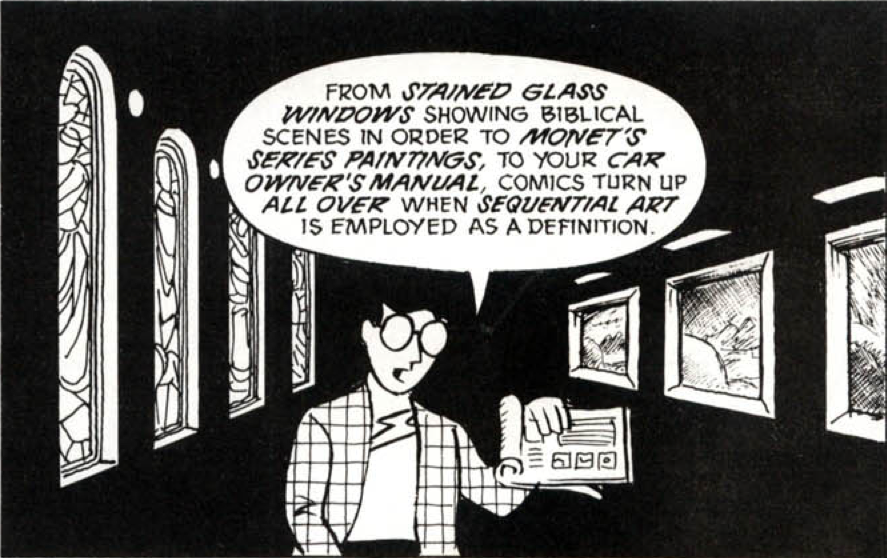 FROM STAINED GLASS
WINDOWS SHOWING BIBLICAL
SCENES IN ORDER TO MONET'S
SERIES PAINTINGS, TO YOUR CAR
OWNER'S MANUAL, COMICS TURN UP
ALL OVER WHEN SEQUENTIAL ART
IS EMPLOYED AS A DEFINITION.